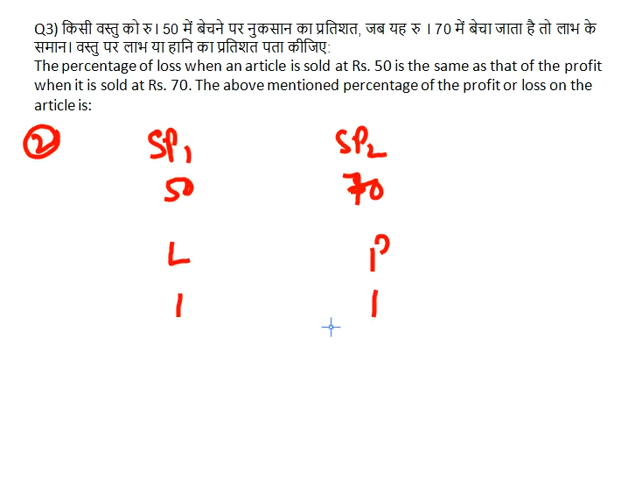 Q3) किसी वस्तु को रु। 50 में बेचने पर नुकसान का प्रतिशत, जब यह रु । 70 में बेचा जाता है तो लाभ के
समान। वस्तु पर लाभ या हानि का प्रतिशत पता कीजिए:
The percentage of loss when an article is sold at Rs. 50 is the same as that of the profit
when it is sold at Rs. 70. The above mentioned percentage of the profit or loss on the
article is:
② SP1 SP2
50 70
L P
1 1